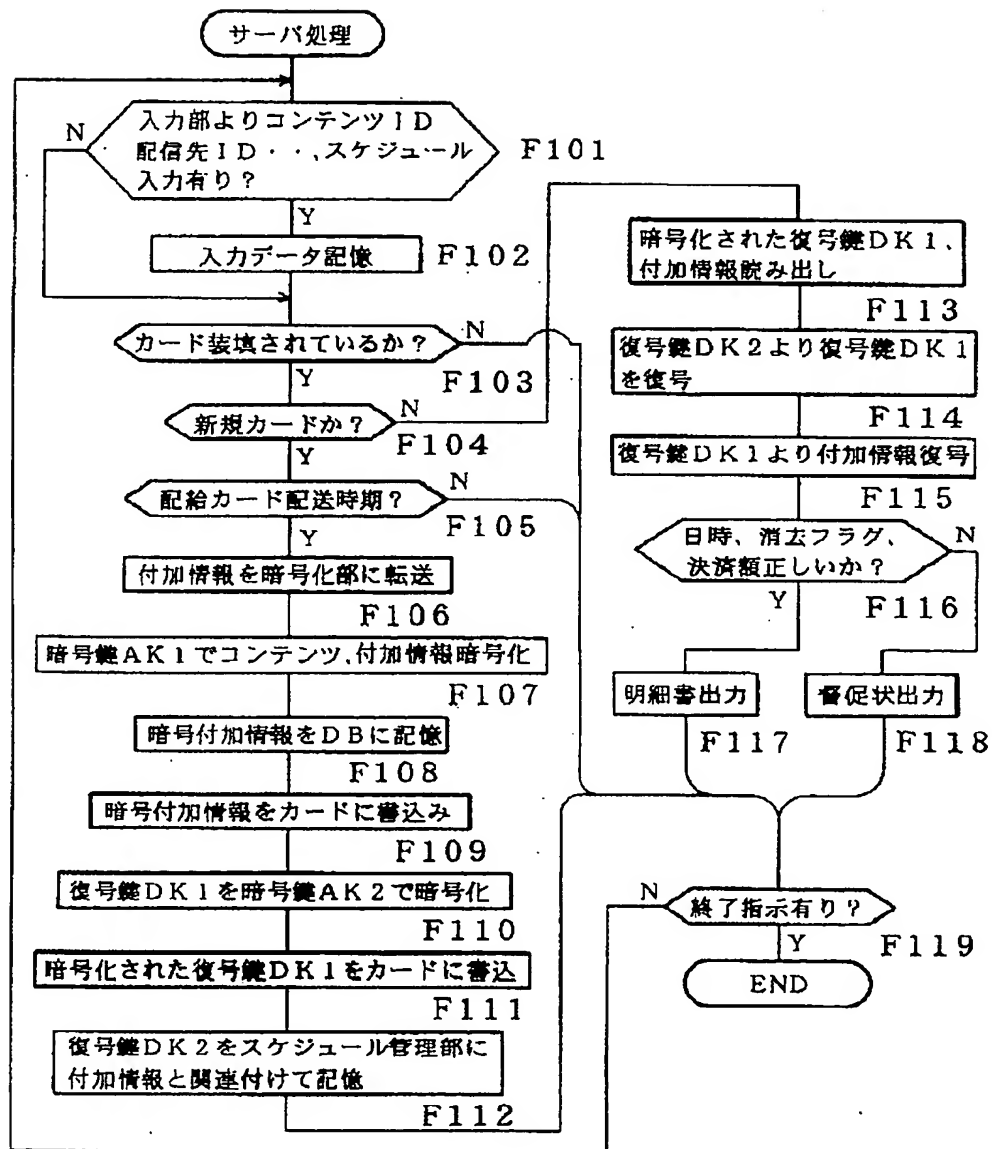 サーバ処理
入力部よりコンテンツID
配信先ID・・,スケジュール
入力有り?
N
F101
Y
入力データ記憶
F102
カード装填されているか?
N
F103
Y
新規カードか?
N
F104
Y
配給カード配送時期?
N
F105
Y
付加情報を暗号化部に転送
F106
暗号鍵AK1でコンテンツ,付加情報暗号化
F107
暗号付加情報をDBに記憶
F108
暗号付加情報をカードに書込み
F109
復号鍵DK1を暗号鍵AK2で暗号化
F110
暗号化された復号鍵DK1をカードに書込
F111
復号鍵DK2をスケジュール管理部に
付加情報と関連付けて記憶
F112
暗号化された復号鍵DK1、
付加情報読み出し
F113
復号鍵DK2より復号鍵DK1
を復号
F114
復号鍵DK1より付加情報復号
F115
日時、消去フラグ、
決済額正しいか?
N
Y
F116
明細書出力
F117
督促状出力
F118
N
終了指示有り?
F119
Y
END